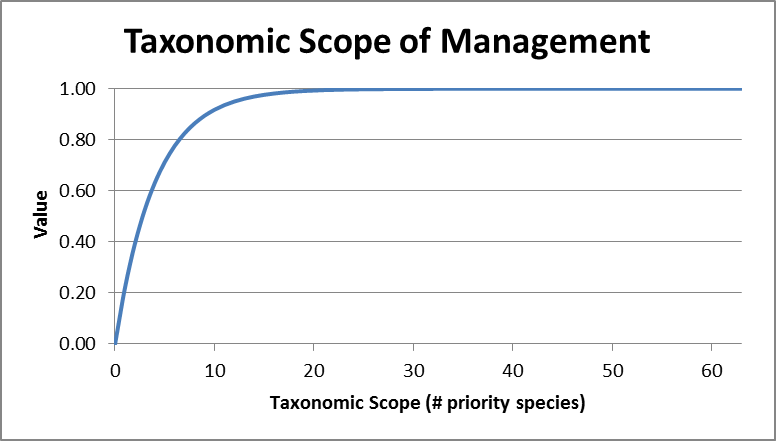 Taxonomic Scope of Management
1.00
0.80
0.60
0.40
0.20
0.00
Value
0 10 20 30 40 50 60
Taxonomic Scope (# priority species)